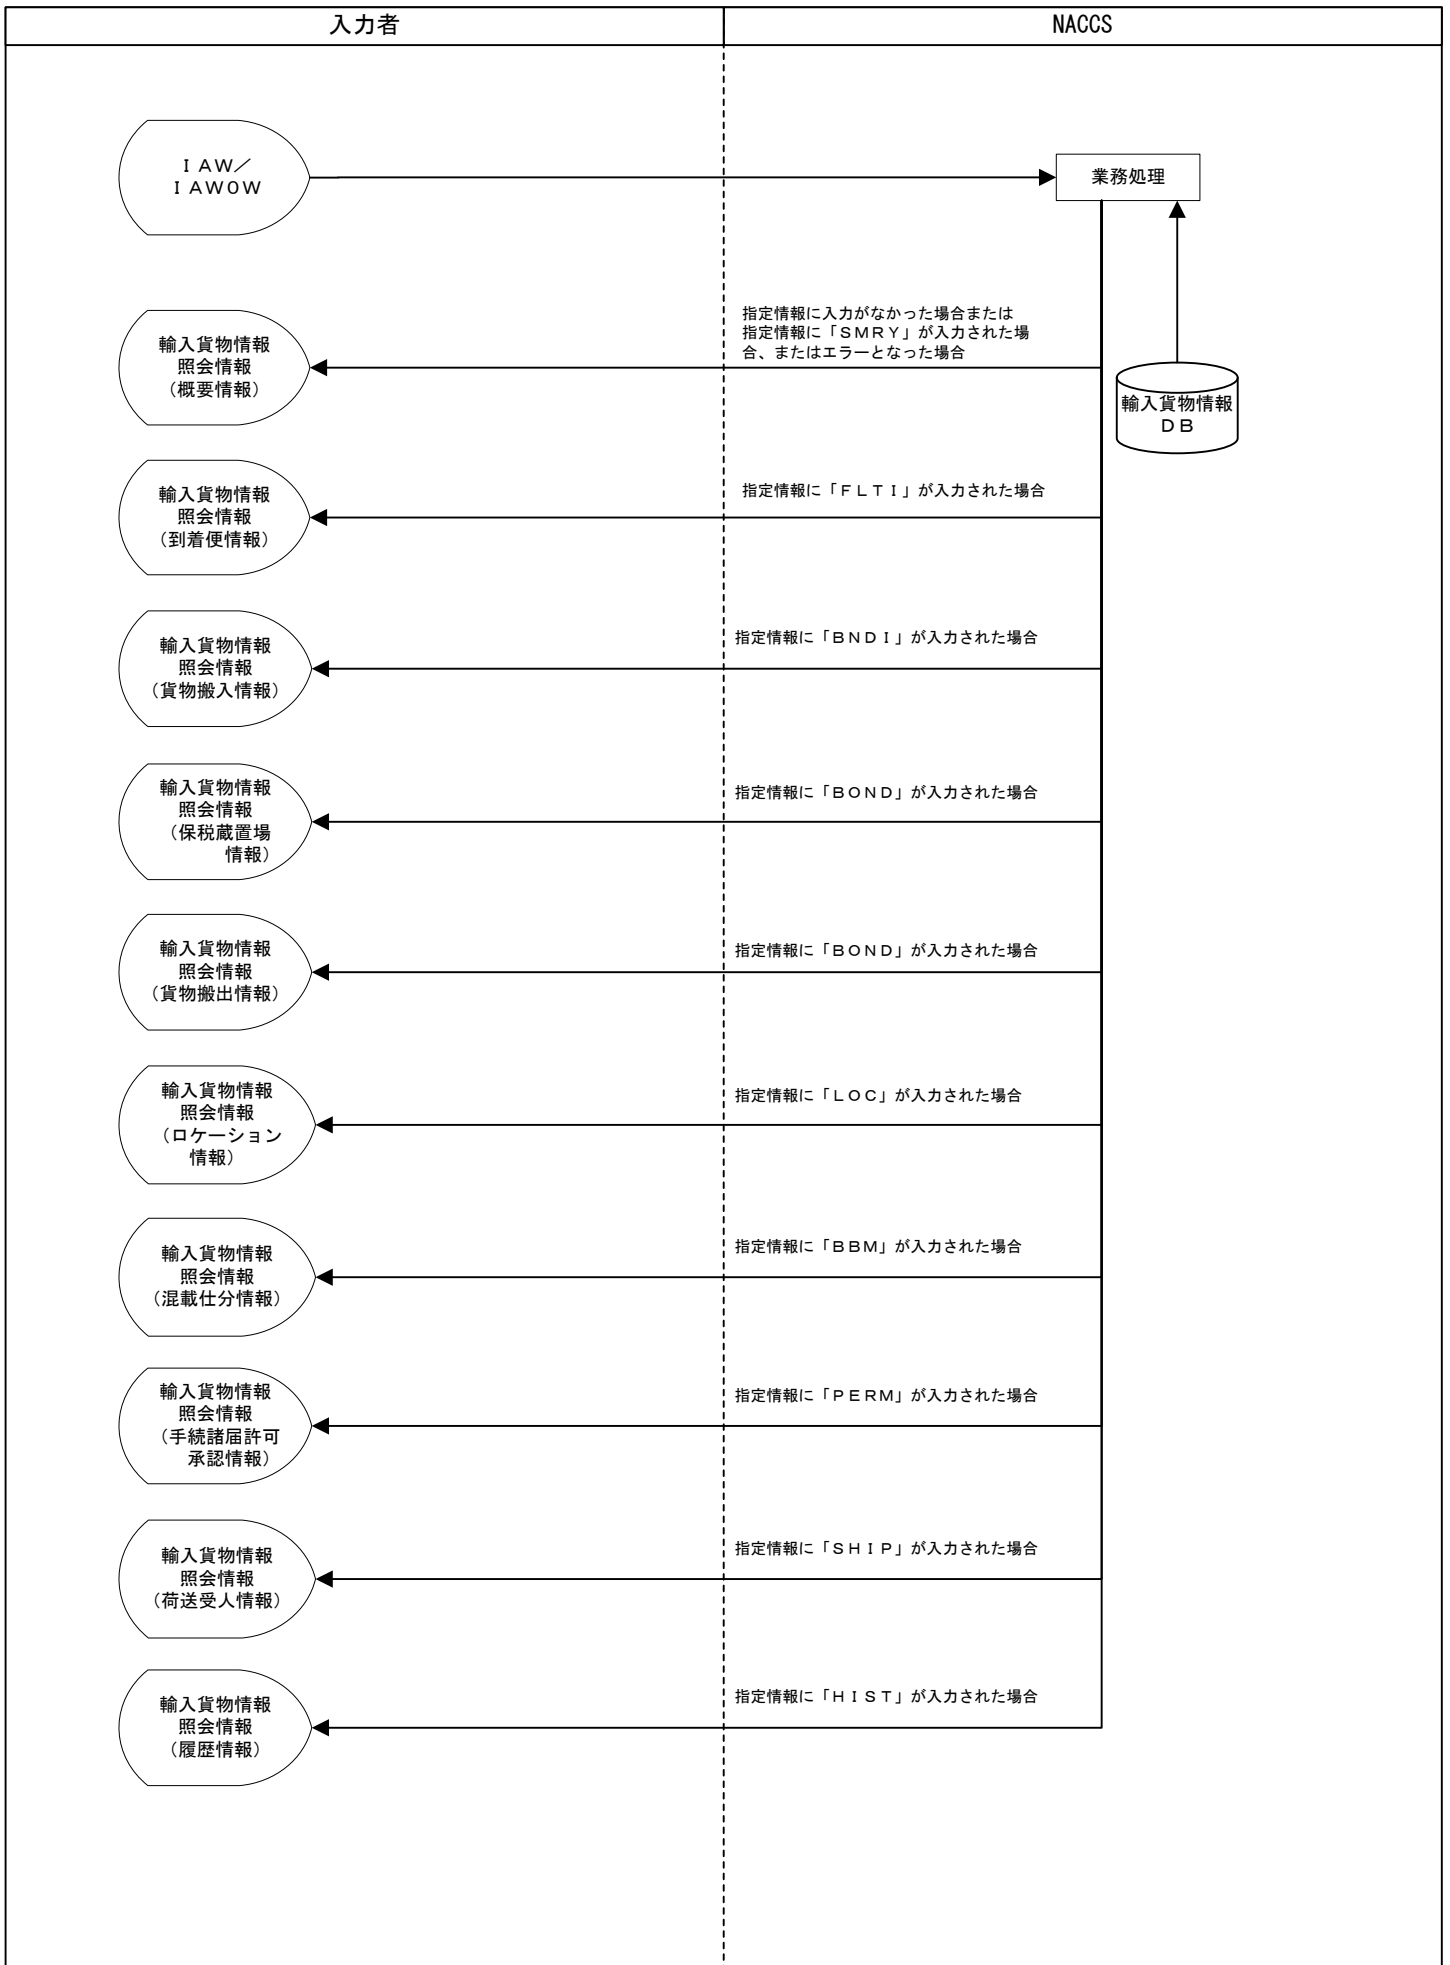 入力者
NACCS
ＩＡＷ／
ＩＡＷ０Ｗ
業務処理
指定情報に入力がなかった場合または
指定情報に「ＳＭＲＹ」が入力された場
合、またはエラーとなった場合
輸入貨物情報
照会情報
（概要情報）
輸入貨物情報
ＤＢ
指定情報に「ＦＬＴＩ」が入力された場合
輸入貨物情報
照会情報
（到着便情報）
指定情報に「ＢＮＤＩ」が入力された場合
輸入貨物情報
照会情報
（貨物搬入情報）
指定情報に「ＢＯＮＤ」が入力された場合
輸入貨物情報
照会情報
（保税蔵置場
情報）
指定情報に「ＢＯＮＤ」が入力された場合
輸入貨物情報
照会情報
（貨物搬出情報）
指定情報に「ＬＯＣ」が入力された場合
輸入貨物情報
照会情報
（ロケーション
情報）
指定情報に「ＢＢＭ」が入力された場合
輸入貨物情報
照会情報
（混載仕分情報）
指定情報に「ＰＥＲＭ」が入力された場合
輸入貨物情報
照会情報
（手続諸届許可
承認情報）
指定情報に「ＳＨＩＰ」が入力された場合
輸入貨物情報
照会情報
（荷送受人情報）
指定情報に「ＨＩＳＴ」が入力された場合
輸入貨物情報
照会情報
（履歴情報）